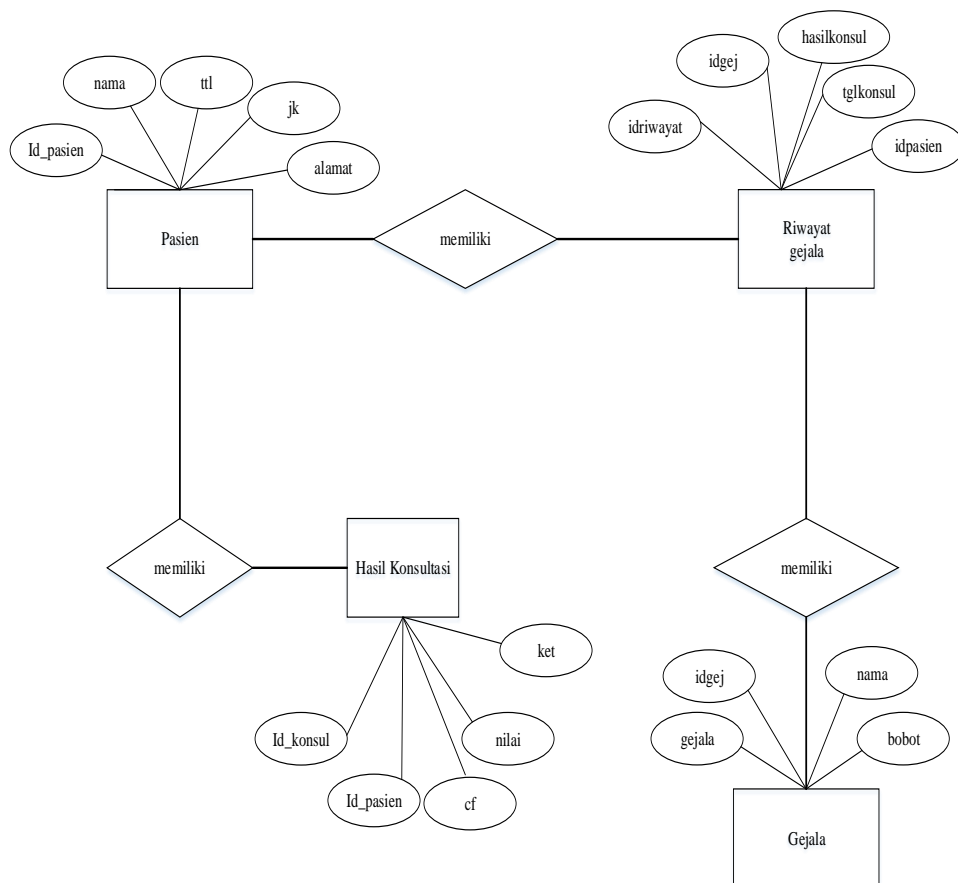 hasilkonsul
nama
ttl
idgej
jk
tglkonsul
Id_pasien
idriwayat
idpasien
alamat
Pasien
memiliki
Riwayat
gejala
memiliki
Hasil Konsultasi
memiliki
ket
idgej
nama
Id_konsul
nilai
gejala
bobot
Id_pasien
cf
Gejala